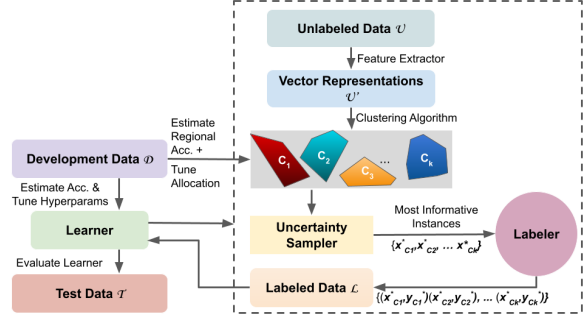 Unlabeled Data 𝒰
Feature Extractor
Vector Representations
𝒰'
Clustering Algorithm
Estimate
Regional
Acc. +
Tune
Allocation
C₁
C₂
C₃
...
Cₖ
Development Data 𝒟
Estimate Acc. &
Tune Hyperparams
Learner
Evaluate Learner
Test Data 𝒯
Uncertainty
Sampler
Most Informative
Instances
{x*C1,x*C2, ... x*Ck}
Labeler
Labeled Data ℒ
{(x*C1,yC1*)(x*C2,yC2*), ... (x*Ck,yCk*)}